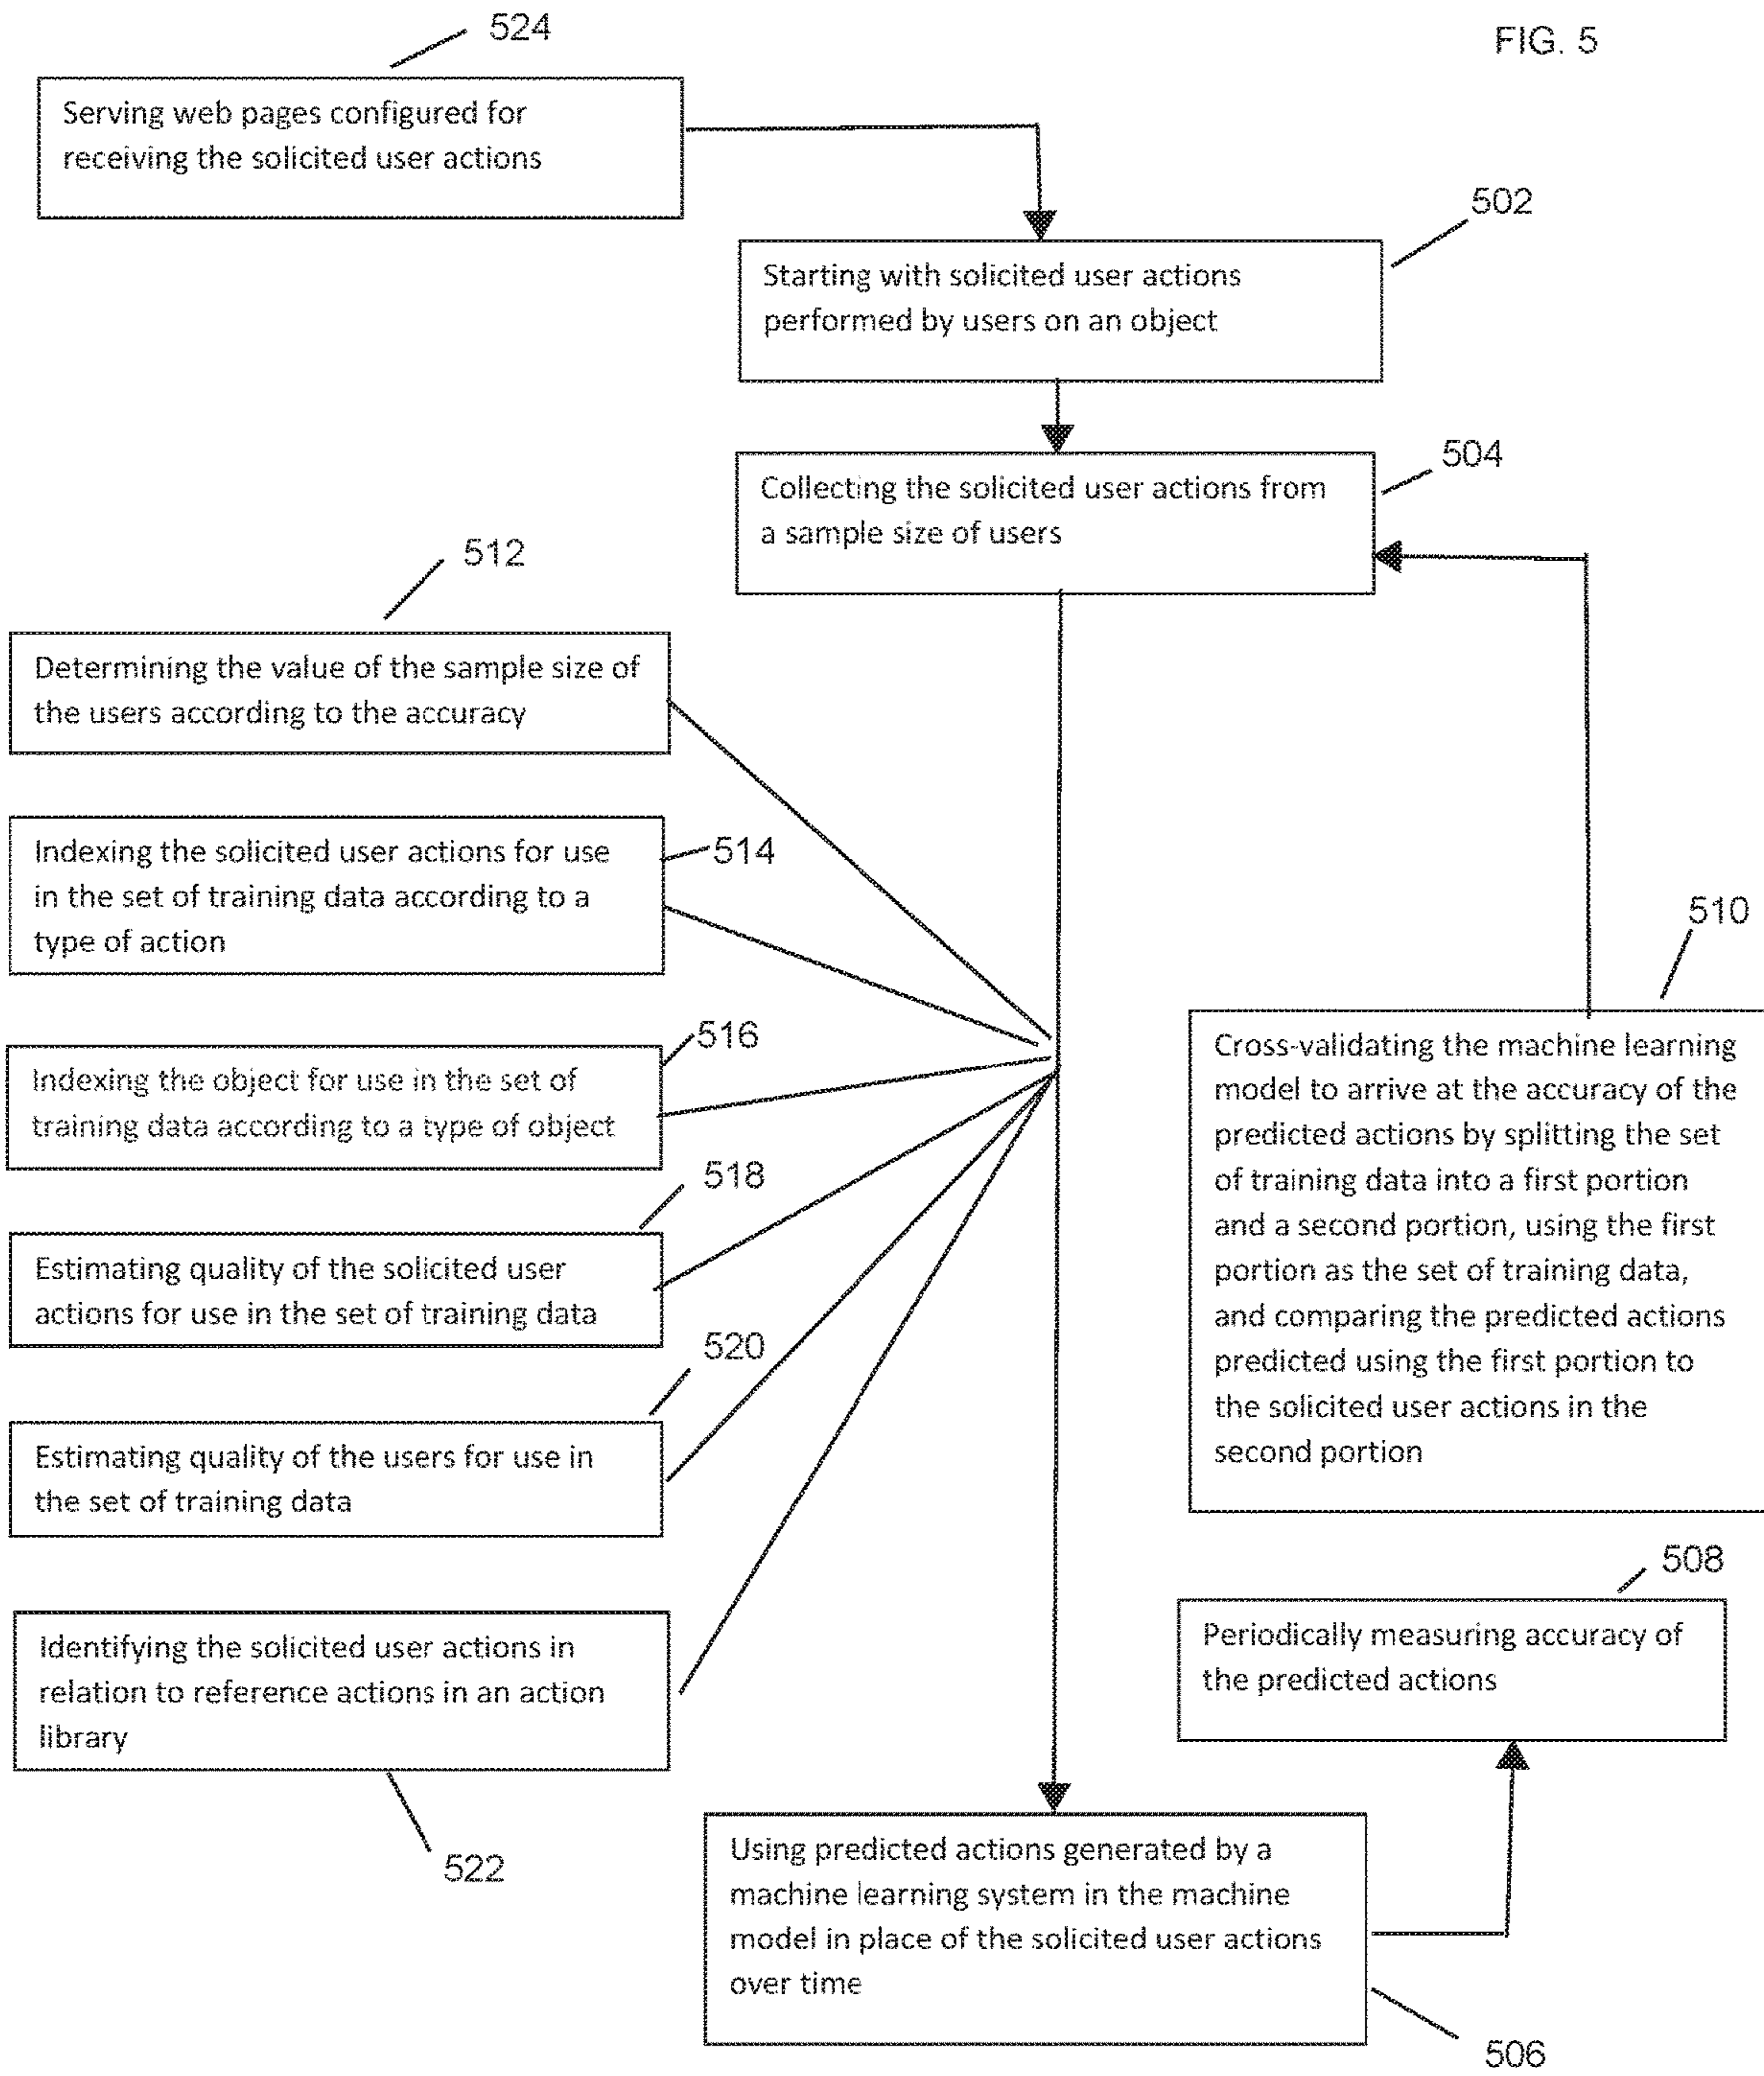 524
FIG. 5
Serving web pages configured for
receiving the solicited user actions
502
Starting with solicited user actions
performed by users on an object
504
Collecting the solicited user actions from
a sample size of users
512
Determining the value of the sample size of
the users according to the accuracy
514
Indexing the solicited user actions for use
in the set of training data according to a
type of action
510
516
Indexing the object for use in the set of
training data according to a type of object
Cross-validating the machine learning
model to arrive at the accuracy of the
predicted actions by splitting the set
of training data into a first portion
and a second portion, using the first
portion as the set of training data,
and comparing the predicted actions
predicted using the first portion to
the solicited user actions in the
second portion
518
Estimating quality of the solicited user
actions for use in the set of training data
520
Estimating quality of the users for use in
the set of training data
508
Periodically measuring accuracy of
the predicted actions
Identifying the solicited user actions in
relation to reference actions in an action
library
522
Using predicted actions generated by a
machine learning system in the machine
model in place of the solicited user actions
over time
506